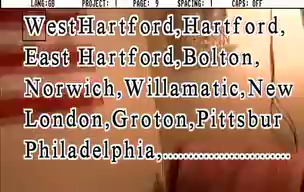 LANG:GB PROJECT: 1 PAGE: 9 SPACING: 1 CAPS: OFF
WestHartford,Hartford,
East Hartford,Bolton,
Norwich,Willamatic,New
London,Groton,Pittsbur
Philadelphia,........................